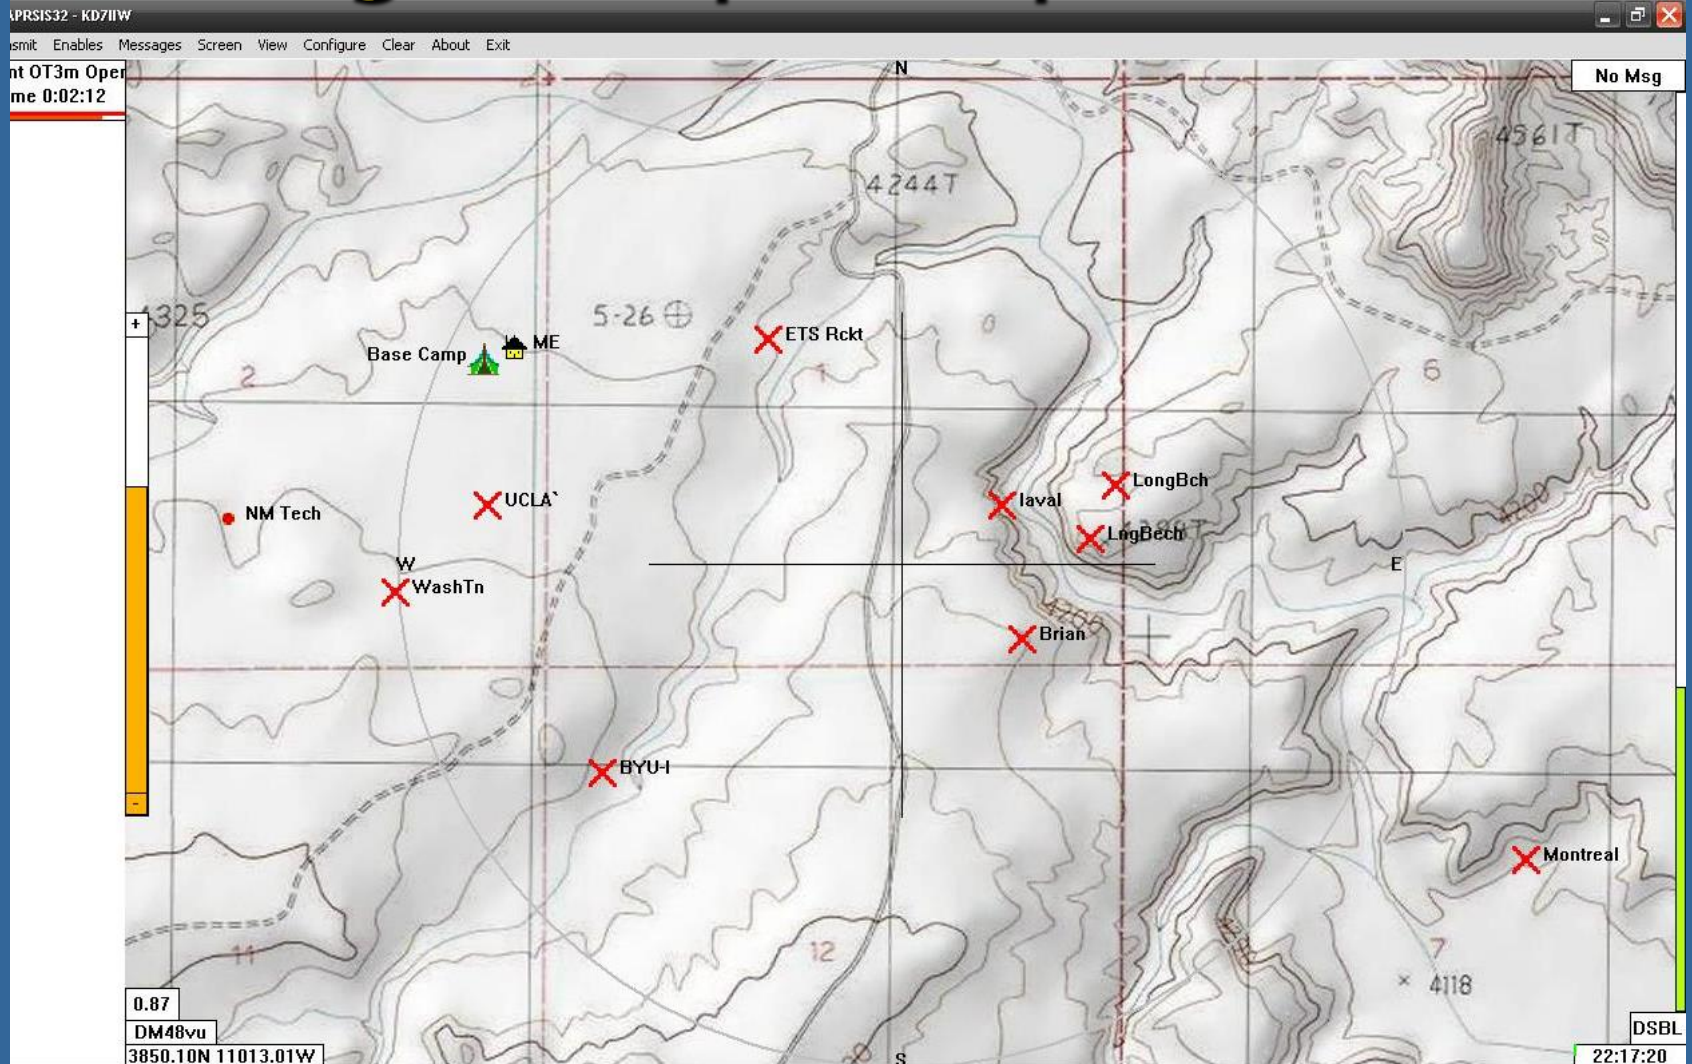 APRSIS32 - KD7IIW
smit Enables Messages Screen View Configure Clear About Exit
nt OT3m Oper
me 0:02:12
N
No Msg
4561T
4244T
4325
5-26
+
ETS Rckt
ME
Base Camp
2
1
6
LongBch
UCLA`
laval
4200
NM Tech
LngBech
W
E
WashTn
Brian
BYU-I
-
Montreal
11
12
7
4118
0.87
DM48vu
DSBL
3850.10N 11013.01W
S
22:17:20